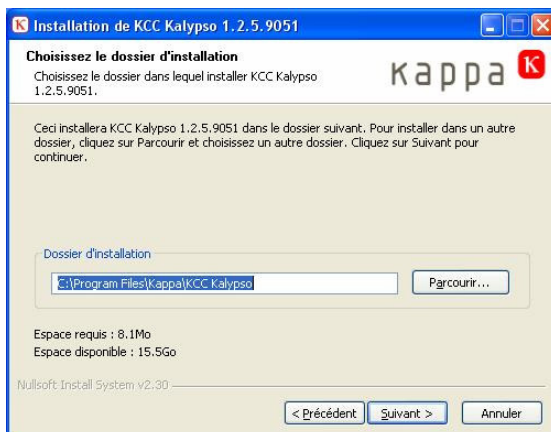 Installation de KCC Kalypso 1.2.5.9051
Choisissez le dossier d'installation
Choisissez le dossier dans lequel installer KCC Kalypso
1.2.5.9051.
kappa K
Ceci installera KCC Kalypso 1.2.5.9051 dans le dossier suivant. Pour installer dans un autre
dossier, cliquez sur Parcourir et choisissez un autre dossier. Cliquez sur Suivant pour
continuer.
Dossier d'installation
C:\Program Files\Kappa\KCC Kalypso
Parcourir...
Espace requis : 8.1Mo
Espace disponible : 15.5Go
Nullsoft Install System v2.30
< Précédent
Suivant >
Annuler